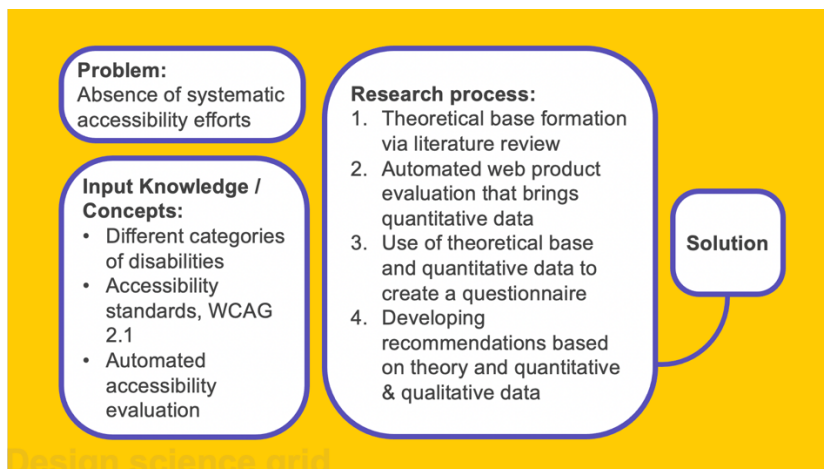 Problem:
Absence of systematic
accessibility efforts
Input Knowledge /
Concepts:
• Different categories
of disabilities
• Accessibility
standards, WCAG
2.1
• Automated
accessibility
evaluation
Research process:
1. Theoretical base formation
via literature review
2. Automated web product
evaluation that brings
quantitative data
3. Use of theoretical base
and quantitative data to
create a questionnaire
4. Developing
recommendations based
on theory and quantitative
& qualitative data
Solution
Design science grid